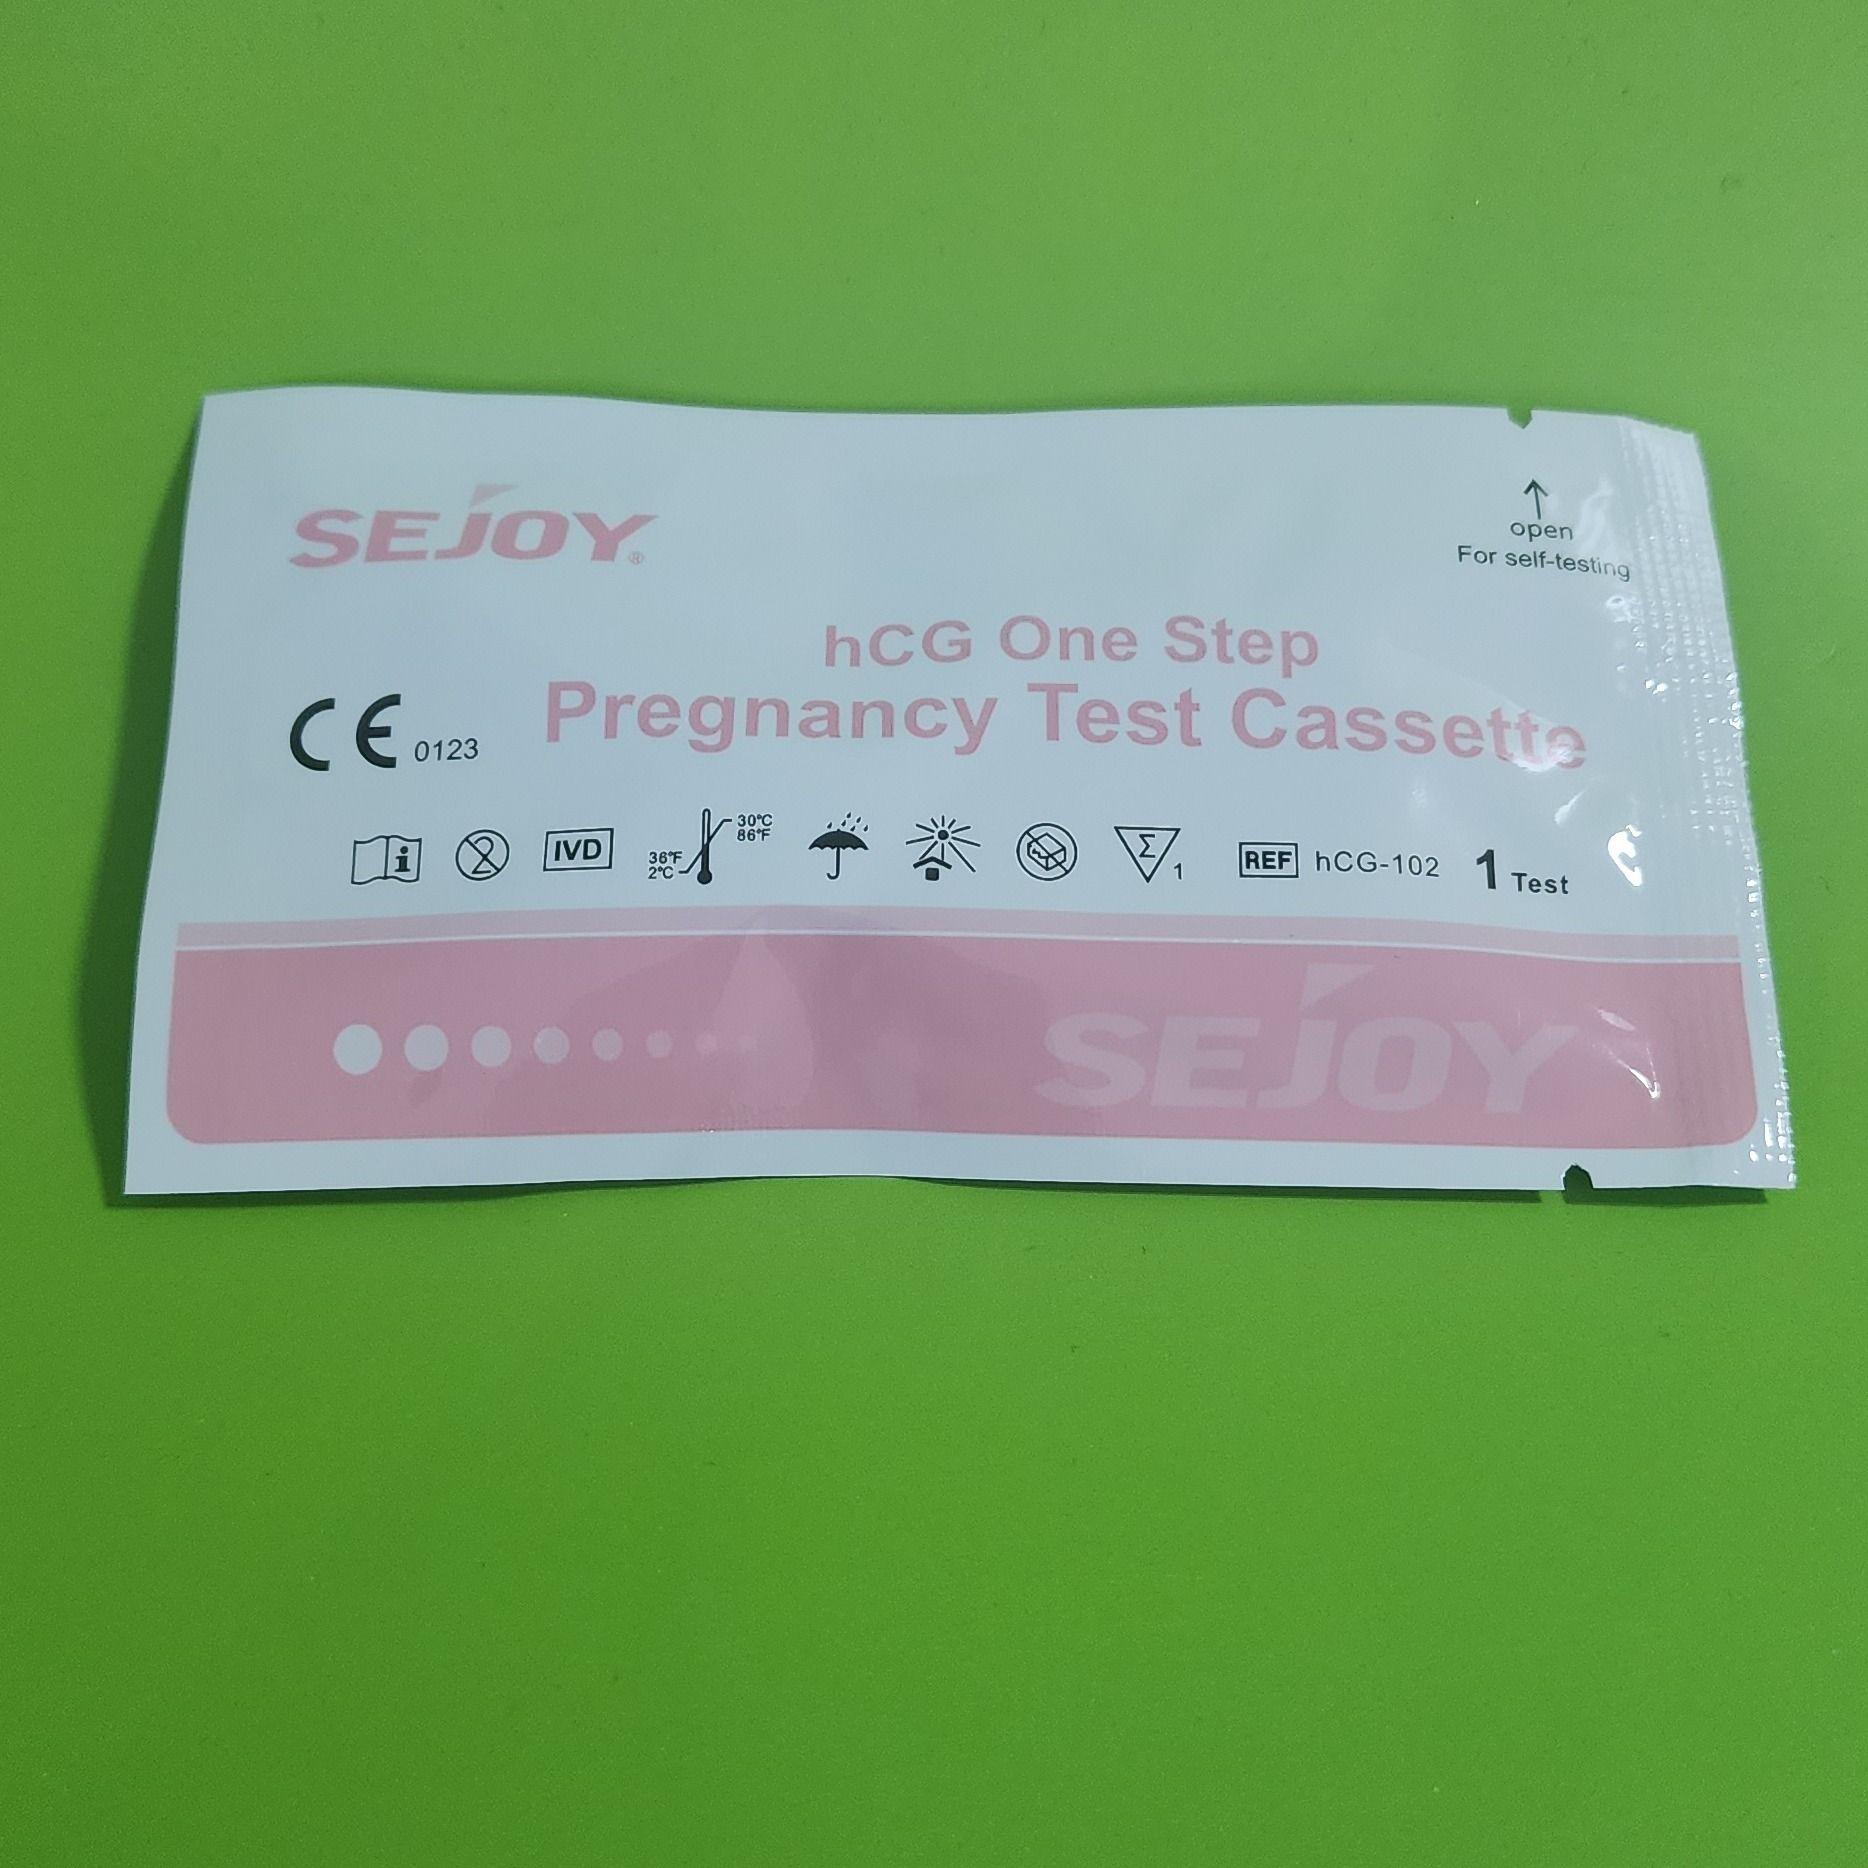 SEJOY®
↑
open
For self-testing
hCG One Step
Pregnancy Test Cassette
CE 0123
i
2
IVD
30°C
86°F
36°F
2°C
Σ 1
REF hCG-102 1 Test
SEJOY